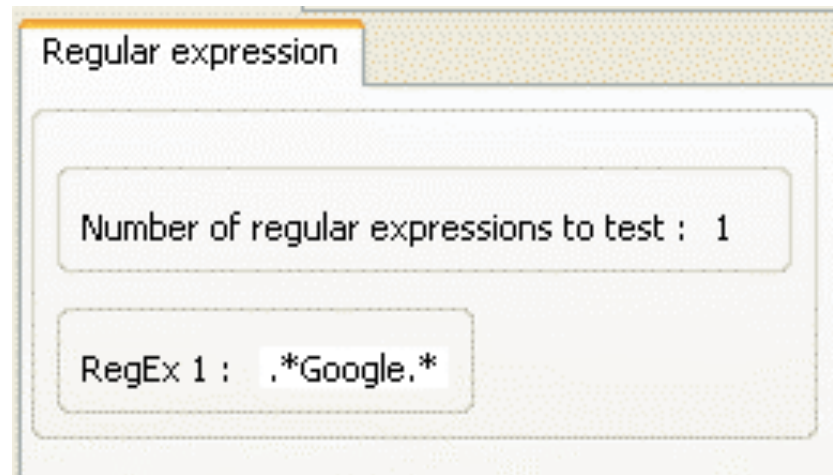 Regular expression
Number of regular expressions to test : 1
RegEx 1 : .*Google.*